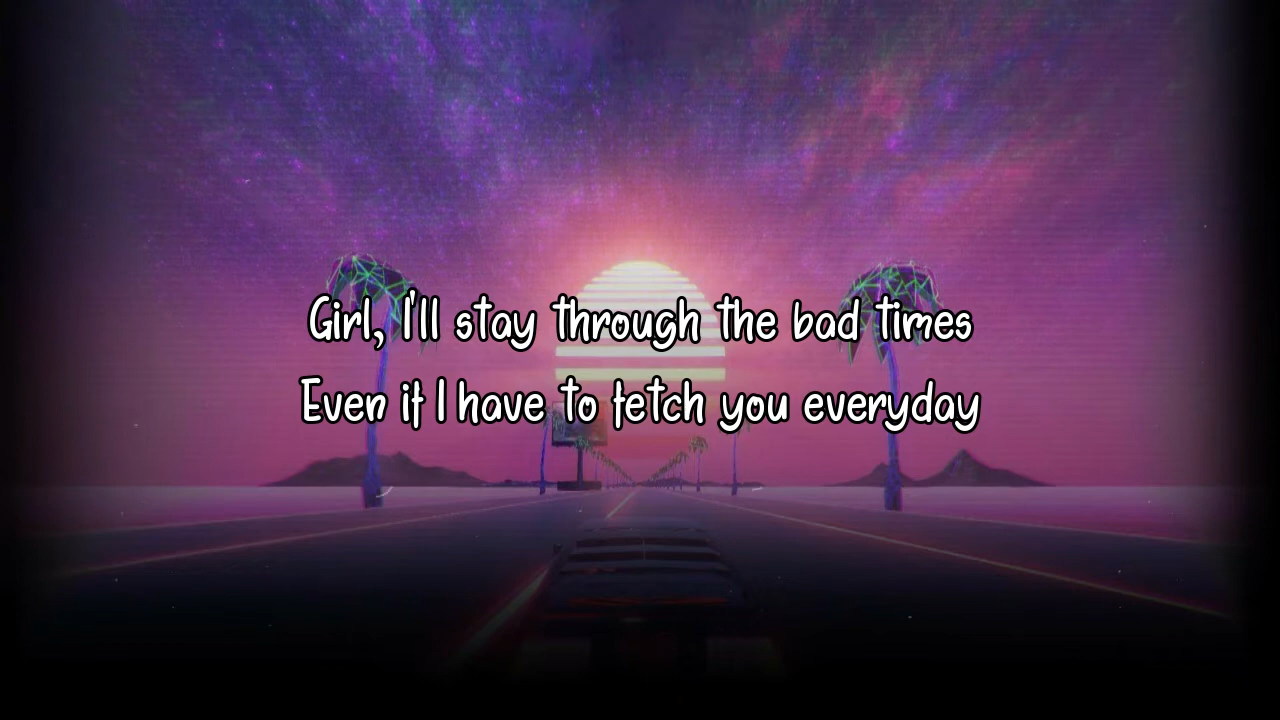 Girl, I'll stay through the bad times
Even if I have to fetch you everyday